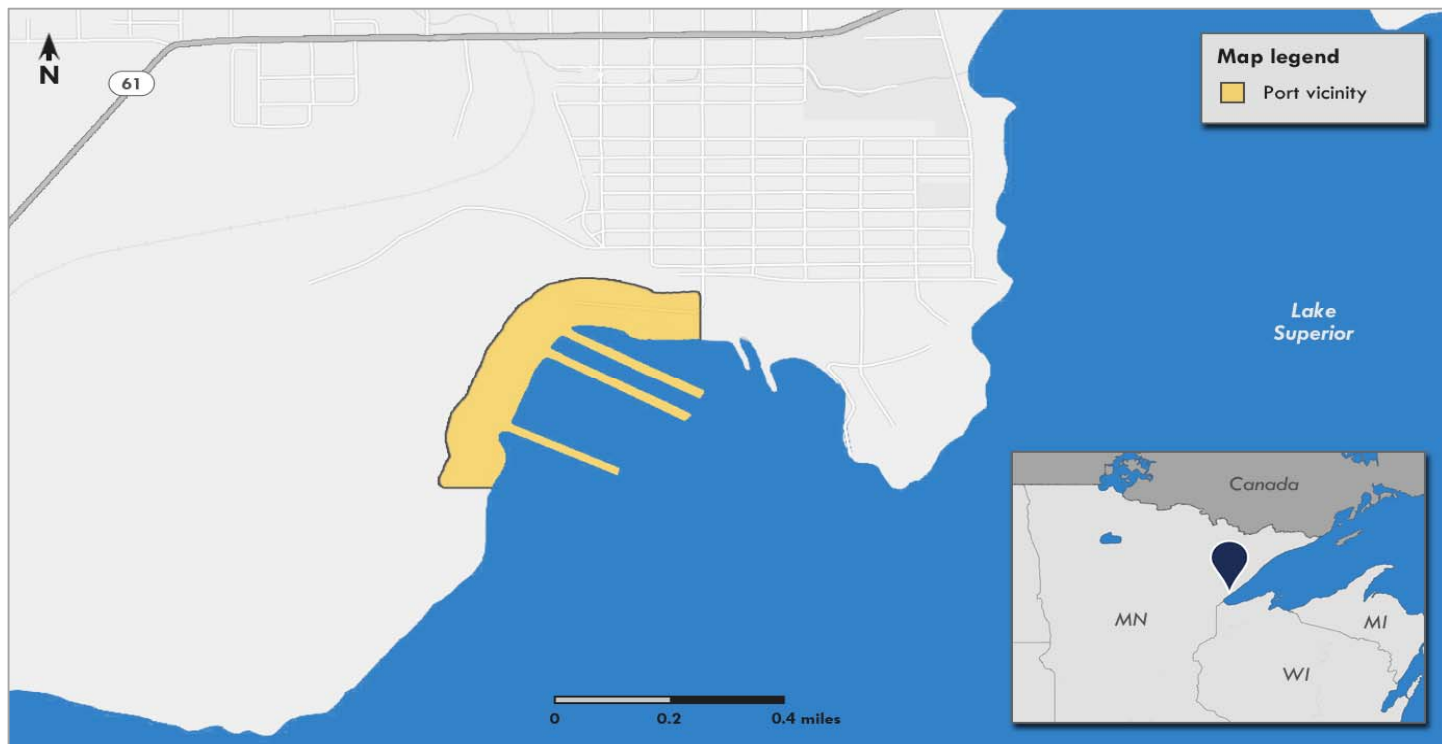 N
61
Map legend
Port vicinity
Lake
Superior
0
0.2
0.4 miles
Canada
MN
MI
WI